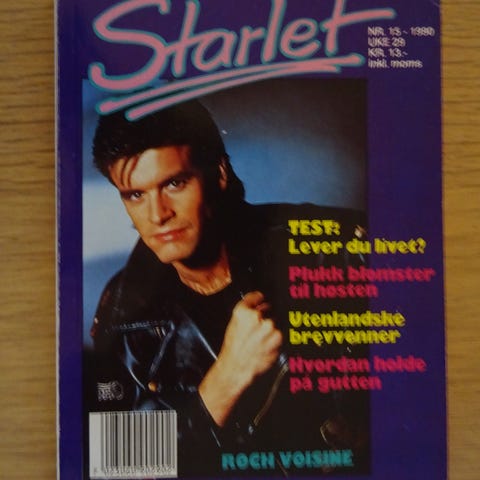 Starlet
NR. 15 - 1990
UKE 29
KR. 13.-
inkl. moms
TEST:
Lever du livet?
Plukk blomster
til høsten
Utenlandske
brevvenner
Hvordan holde
på gutten
ROCH VOISINE